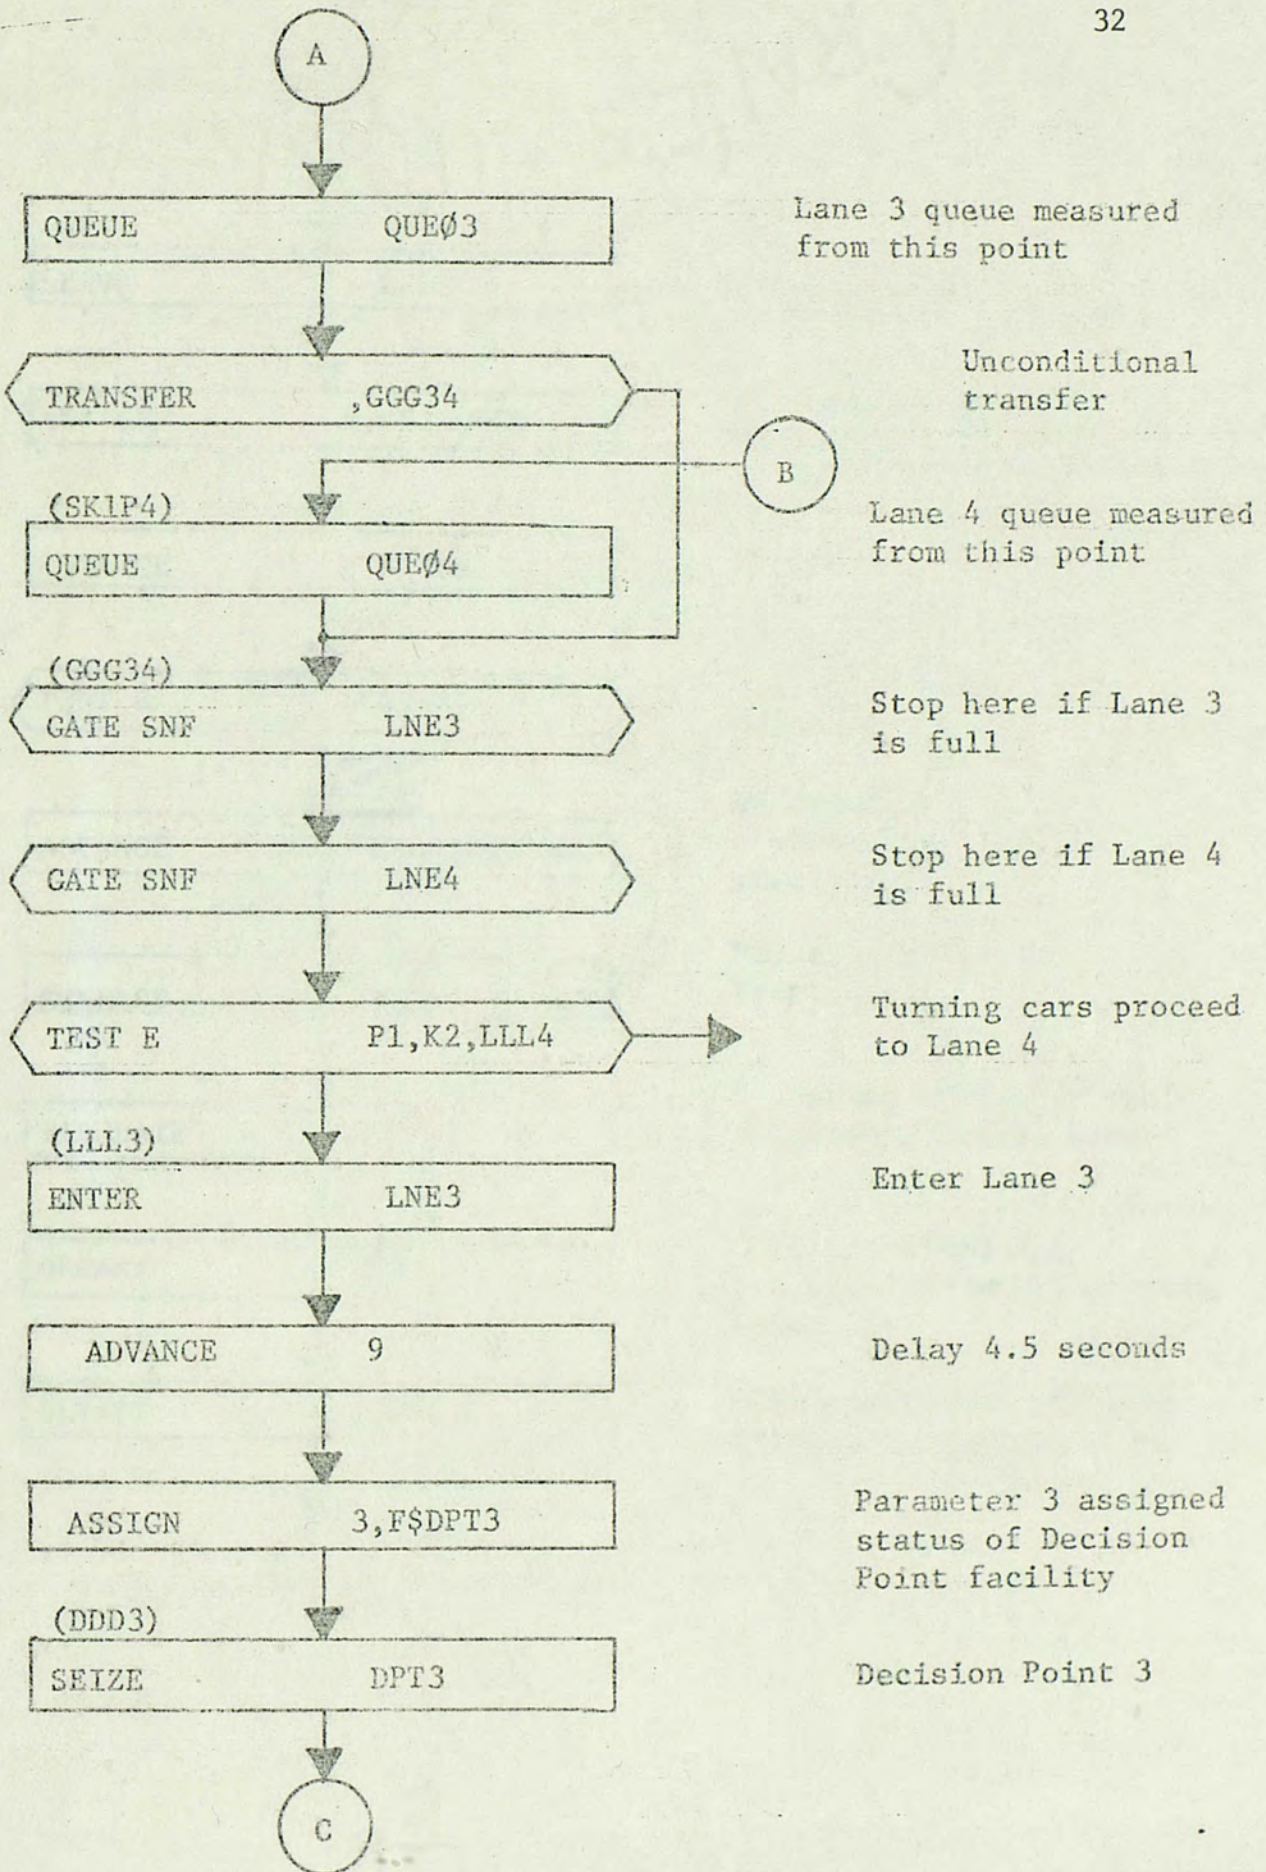 32
A
QUEUE QUEØ3
Lane 3 queue measured
from this point
TRANSFER ,GGG34
Unconditional
transfer
B
(SK1P4)
QUEUE QUEØ4
Lane 4 queue measured
from this point
(GGG34)
GATE SNF LNE3
Stop here if Lane 3
is full
GATE SNF LNE4
Stop here if Lane 4
is full
TEST E P1,K2,LLL4
Turning cars proceed
to Lane 4
(LLL3)
ENTER LNE3
Enter Lane 3
ADVANCE 9
Delay 4.5 seconds
ASSIGN 3,F$DPT3
Parameter 3 assigned
status of Decision
Point facility
(DDD3)
SEIZE DPT3
Decision Point 3
C